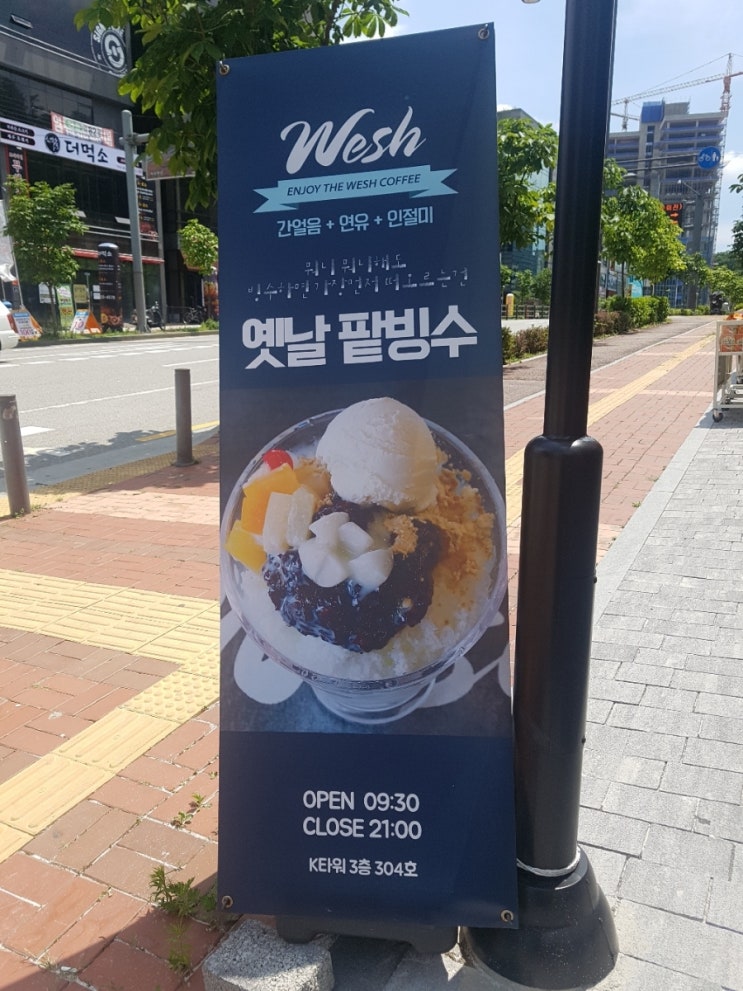 더먹소
Wesh
ENJOY THE WESH COFFEE
간얼음 + 연유 + 인절미
뭐니 뭐니해도
빙수하면 가장먼저 떠오르는건
옛날 팥빙수
OPEN 09:30
CLOSE 21:00
K타워 3층 304호